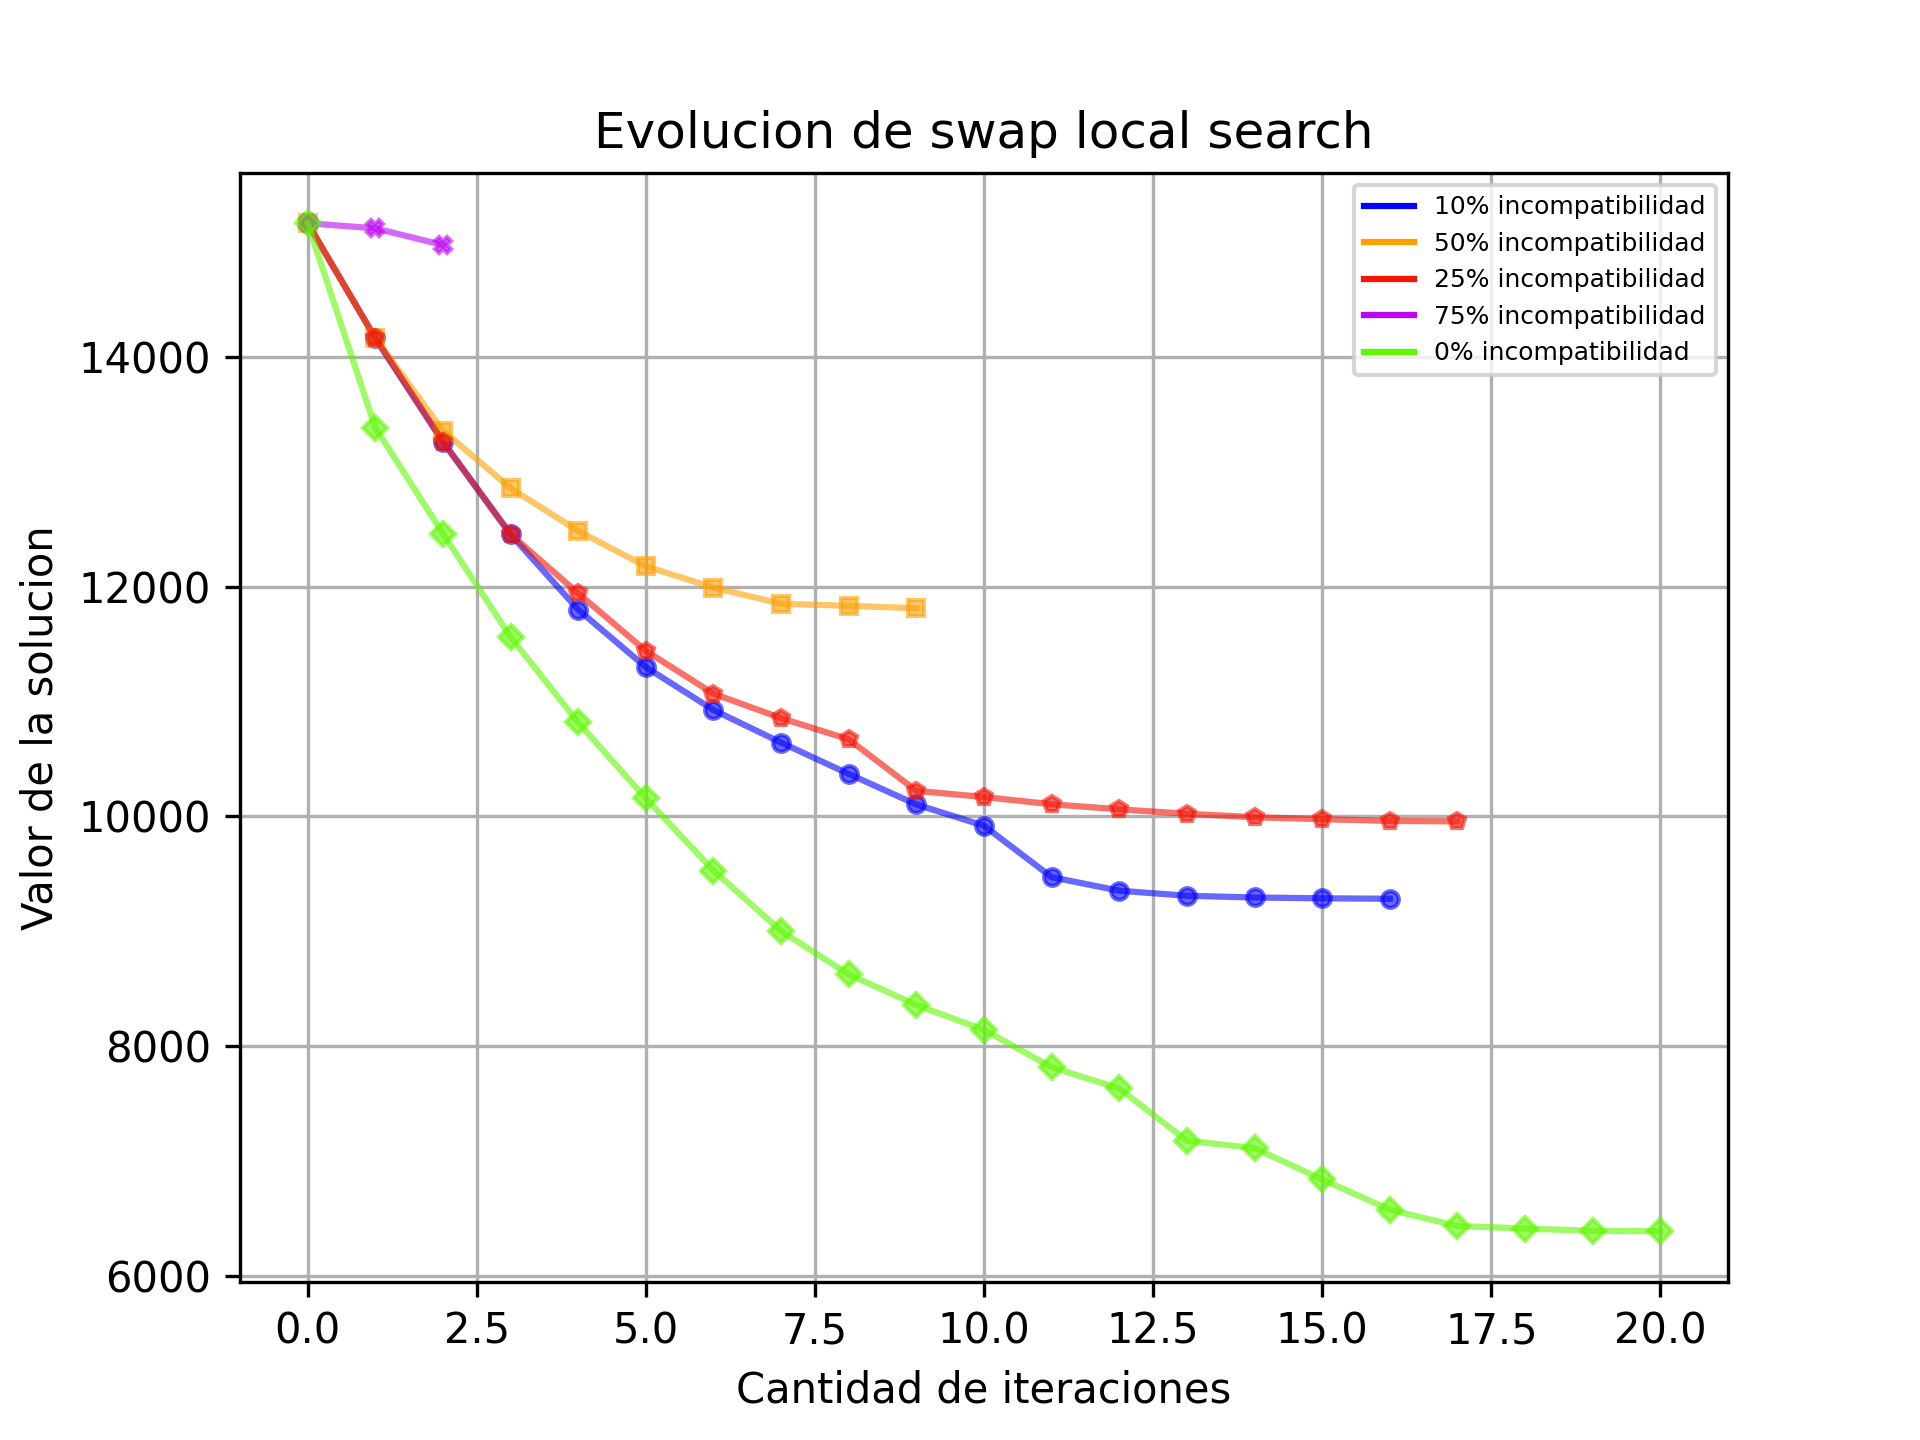 Evolucion de swap local search
10% incompatibilidad
50% incompatibilidad
25% incompatibilidad
75% incompatibilidad
0% incompatibilidad
Valor de la solucion
14000
12000
10000
8000
6000
0.0 2.5 5.0 7.5 10.0 12.5 15.0 17.5 20.0
Cantidad de iteraciones